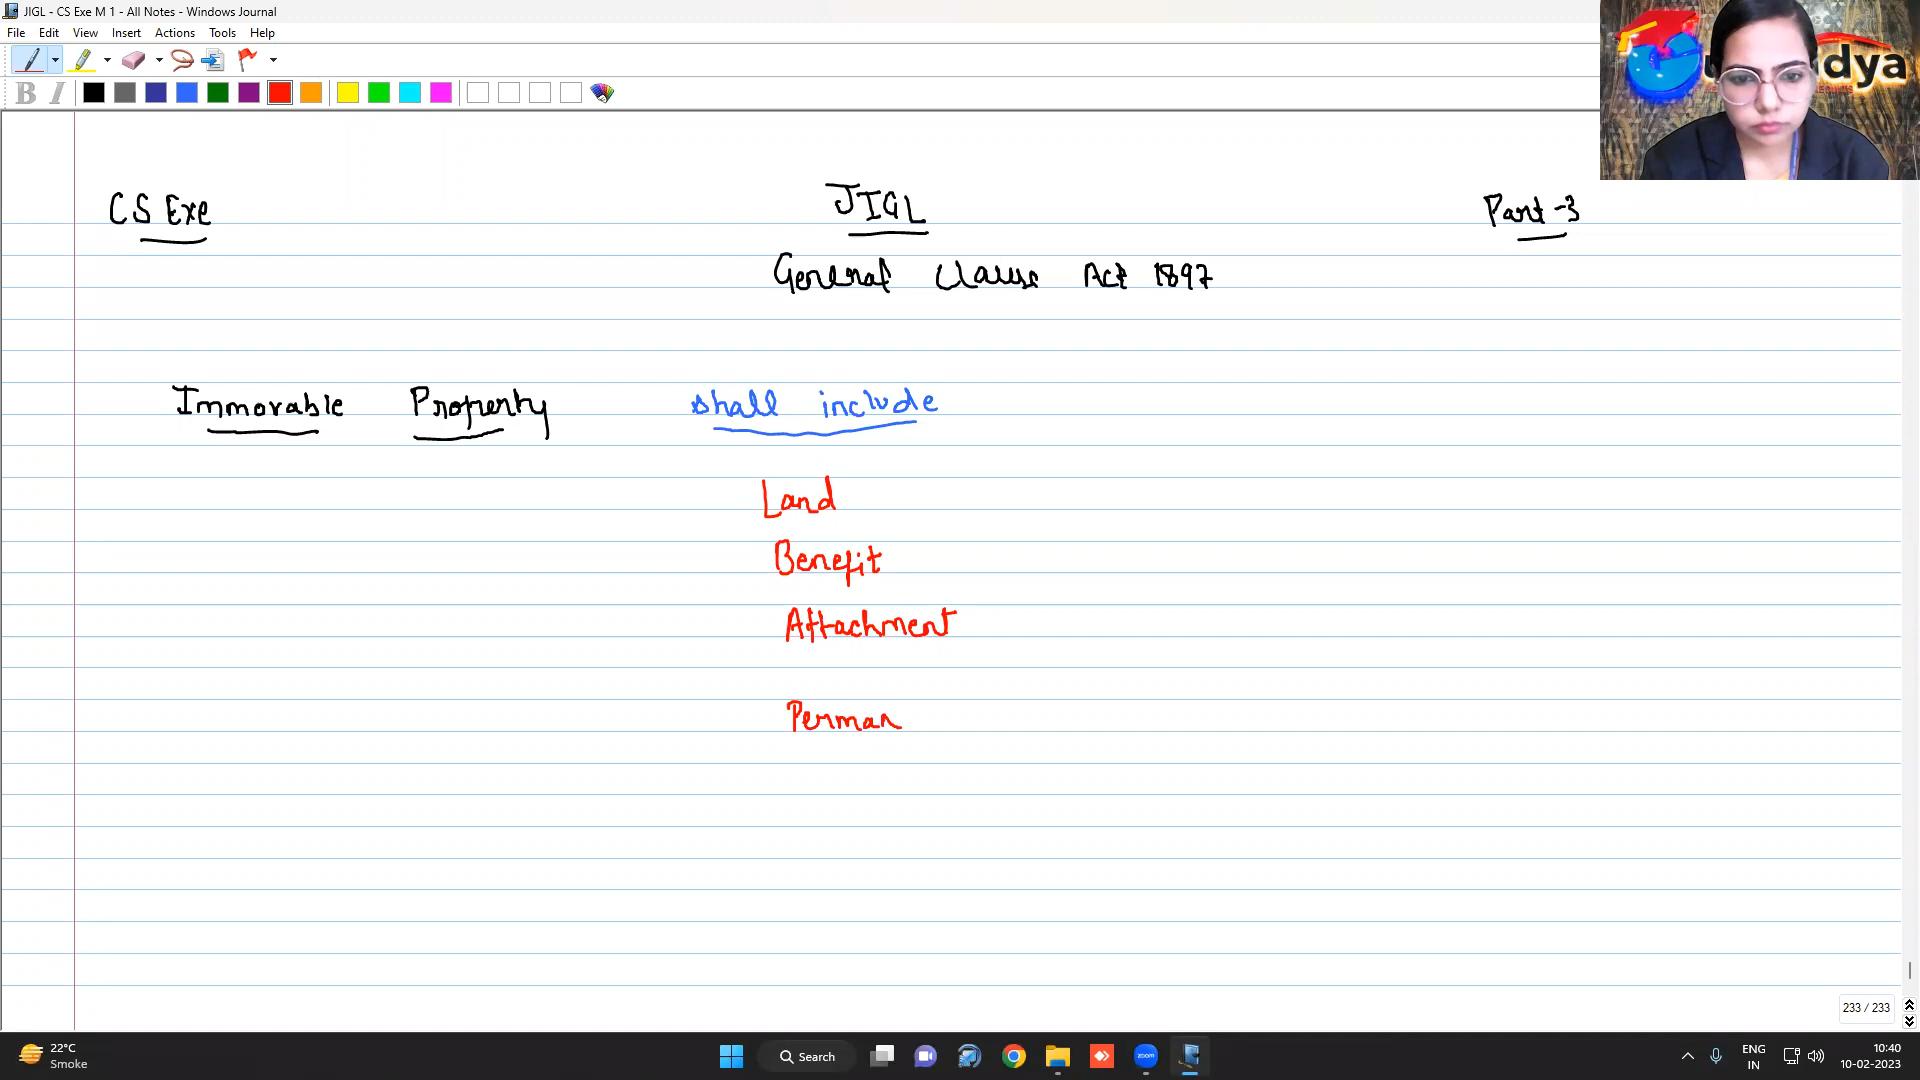 JIGL - CS Exe M 1 - All Notes - Windows Journal
File Edit View Insert Actions Tools Help
B I
dya
CS Exe
JIGL
Part-3
General Clause Act 1897
Immovable Property shall include
Land
Benefit
Attachment
Perman
233 / 233
22°C
Smoke
Search
zoom
ENG
IN
10:40
10-02-2023